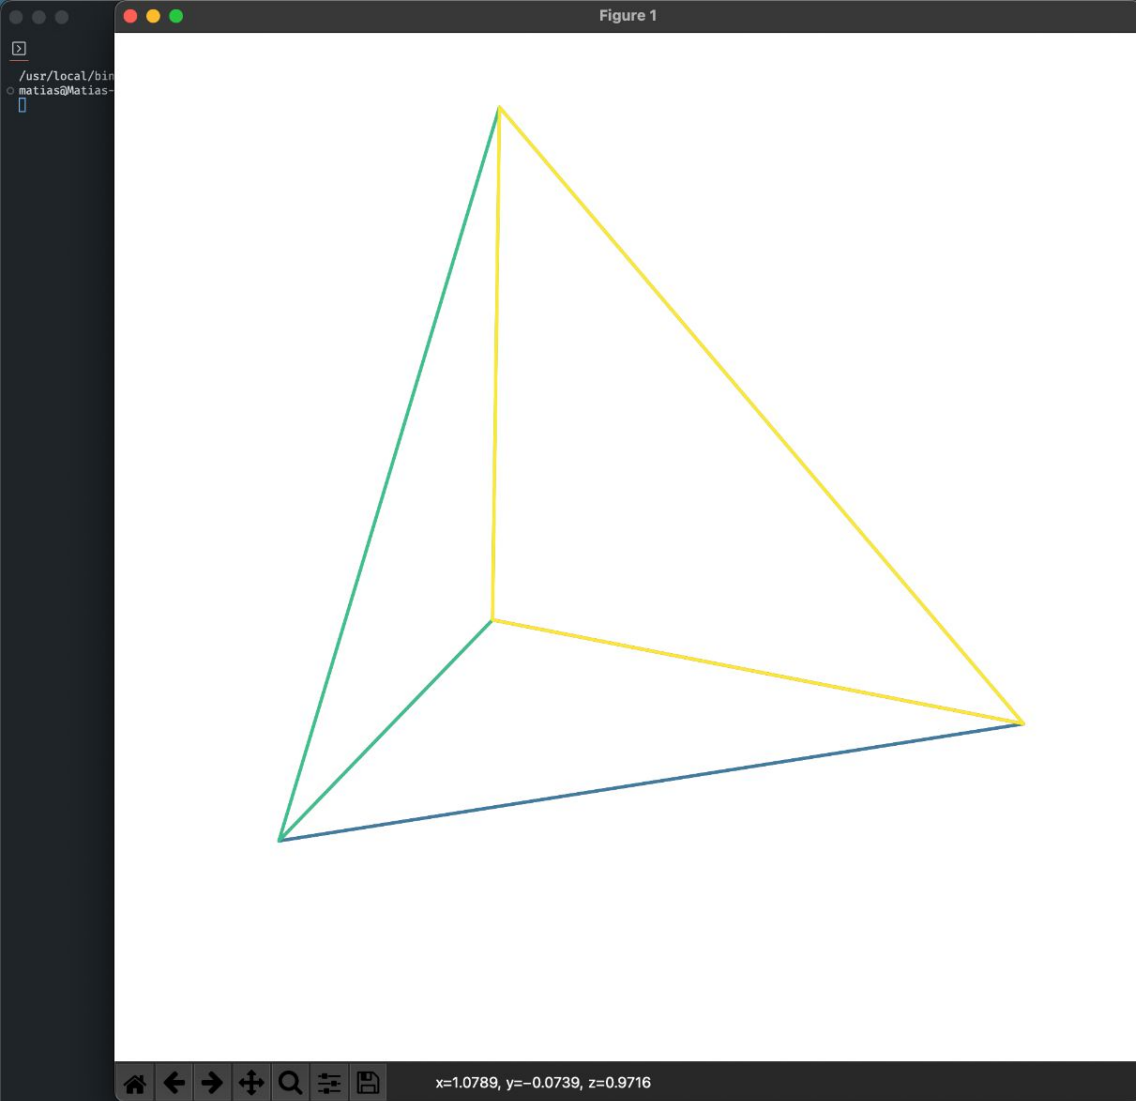 Figure 1
/usr/local/bin
matias@Matias-
x=1.0789, y=−0.0739, z=0.9716